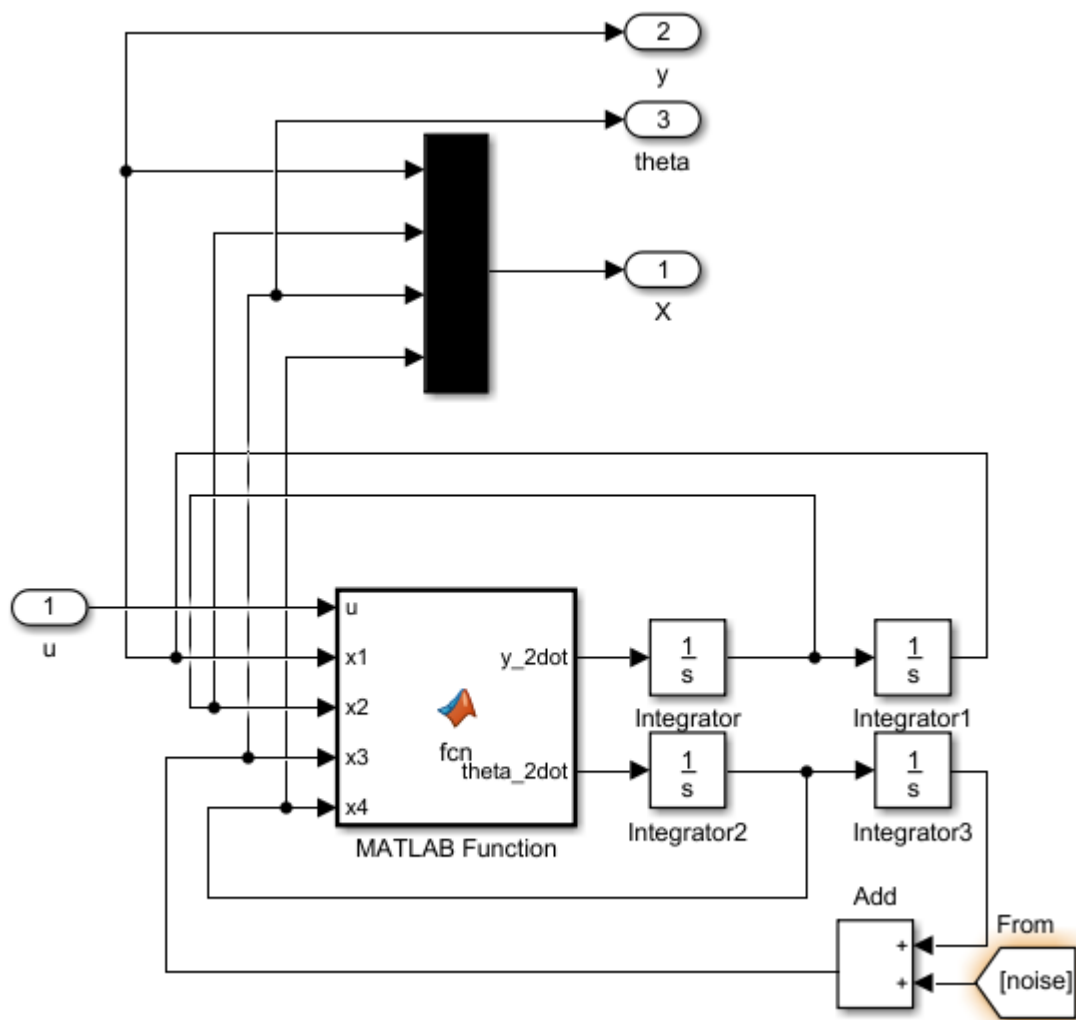 2
y
3
theta
1
X
1
u
u
x1
x2
x3
x4
y_2dot
theta_2dot
fcn
MATLAB Function
1
s
Integrator
1
s
Integrator1
1
s
Integrator2
1
s
Integrator3
Add
+
+
From
[noise]